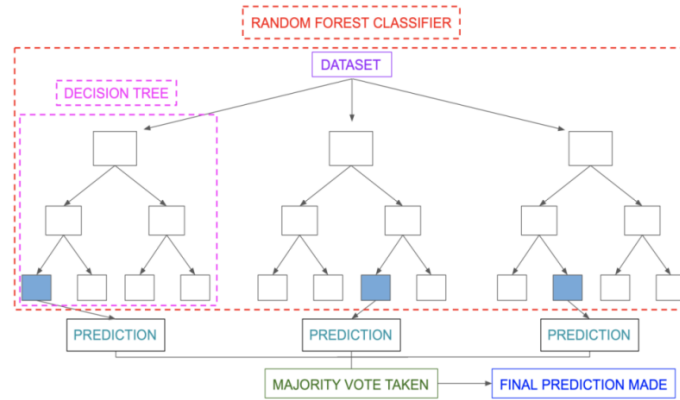 RANDOM FOREST CLASSIFIER
DATASET
DECISION TREE
PREDICTION
PREDICTION
PREDICTION
MAJORITY VOTE TAKEN
FINAL PREDICTION MADE